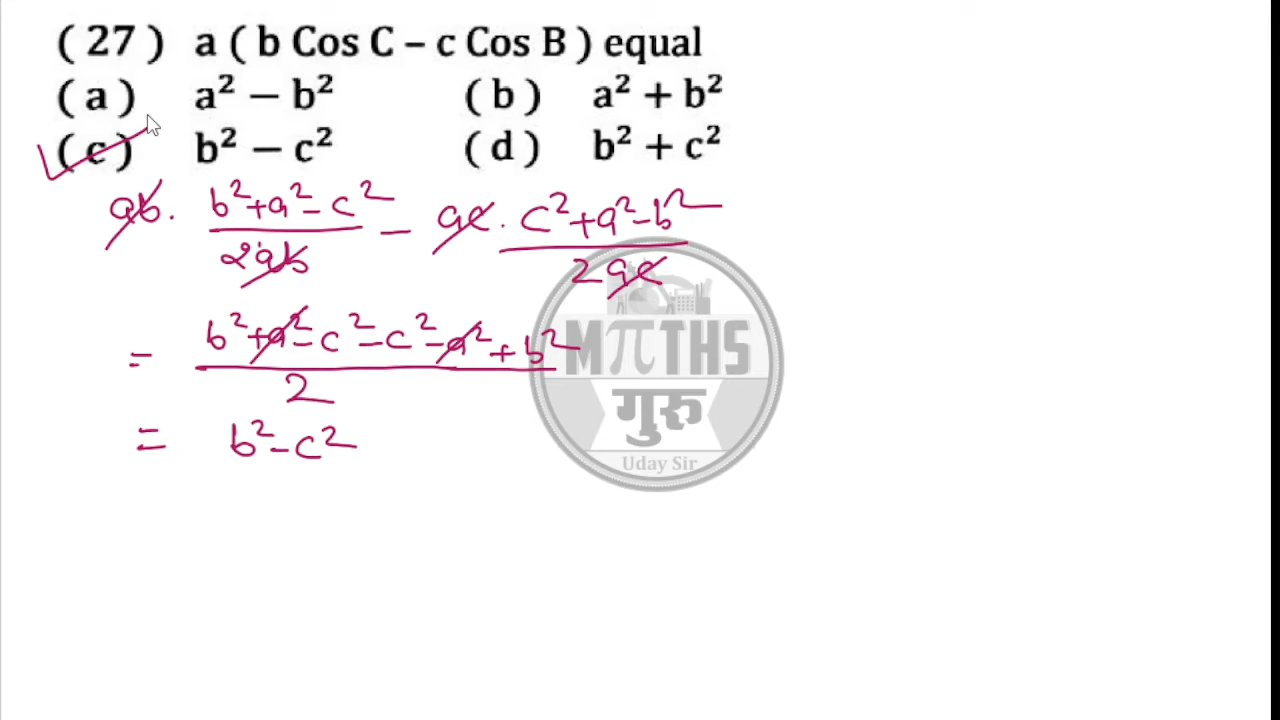 ( 27 ) a ( b Cos C – c Cos B ) equal
( a ) a² – b² ( b ) a² + b²
( c ) b² – c² ( d ) b² + c²
ab . (b²+a²-c²)/(2ab) - ac . (c²+a²-b²)/(2ac)
= (b²+a²-c²-c²-a²+b²)/2
= b²-c²
MπTHS
गुरु
Uday Sir